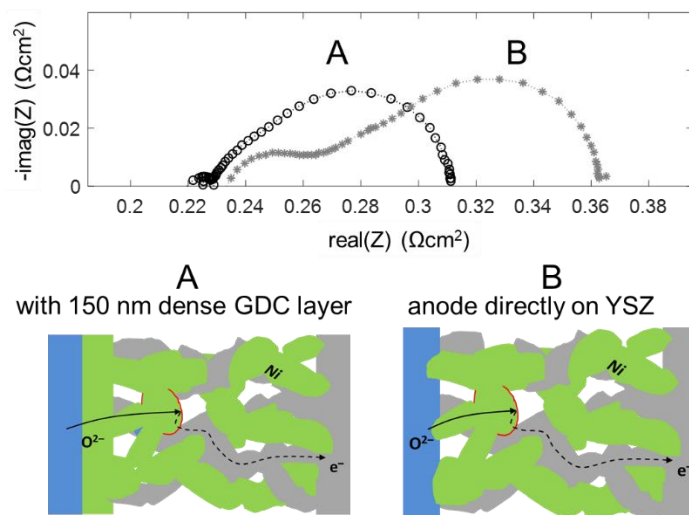 A B
-imag(Z) (Ωcm²)
0.04
0.02
0
0.2 0.22 0.24 0.26 0.28 0.3 0.32 0.34 0.36 0.38
real(Z) (Ωcm²)
A B
with 150 nm dense GDC layer anode directly on YSZ
Ni Ni
O²⁻ O²⁻
e⁻ e⁻